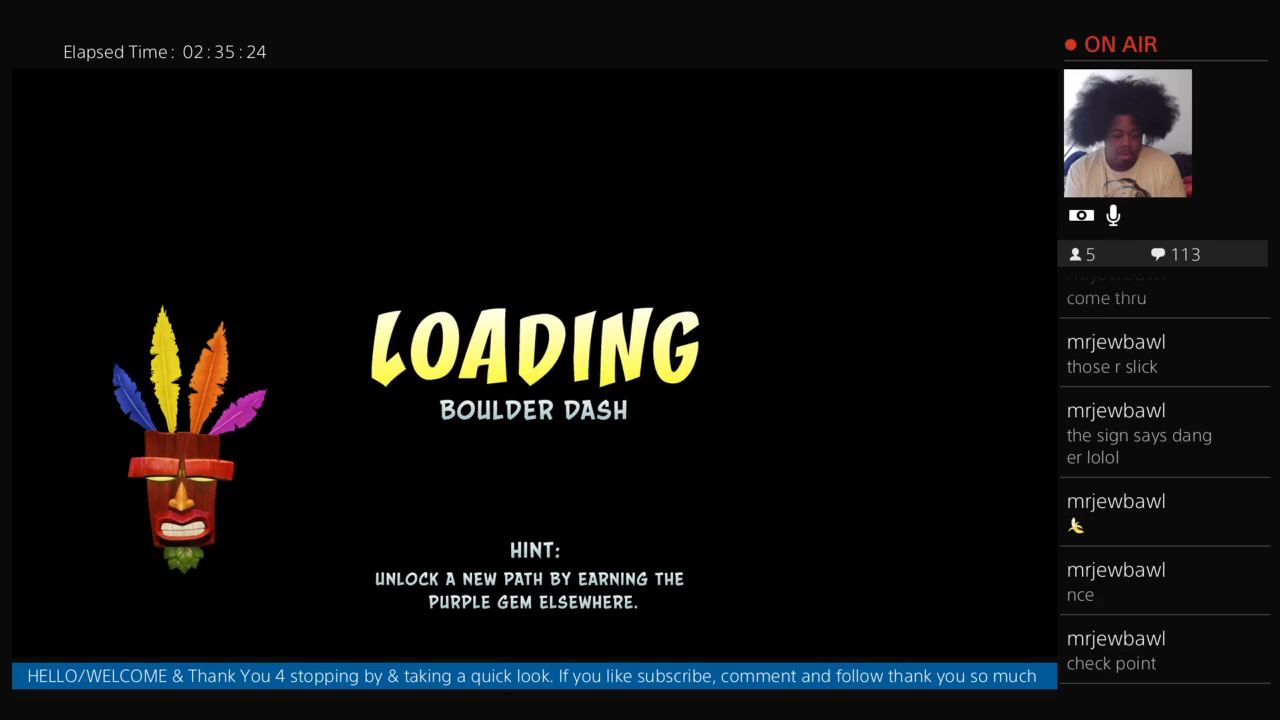 Elapsed Time: 02:35:24
ON AIR
5 113
come thru
mrjewbawl
those r slick
mrjewbawl
the sign says dang
er lolol
mrjewbawl
mrjewbawl
nce
mrjewbawl
check point
LOADING
BOULDER DASH
HINT:
UNLOCK A NEW PATH BY EARNING THE
PURPLE GEM ELSEWHERE.
HELLO/WELCOME & Thank You 4 stopping by & taking a quick look. If you like subscribe, comment and follow thank you so much